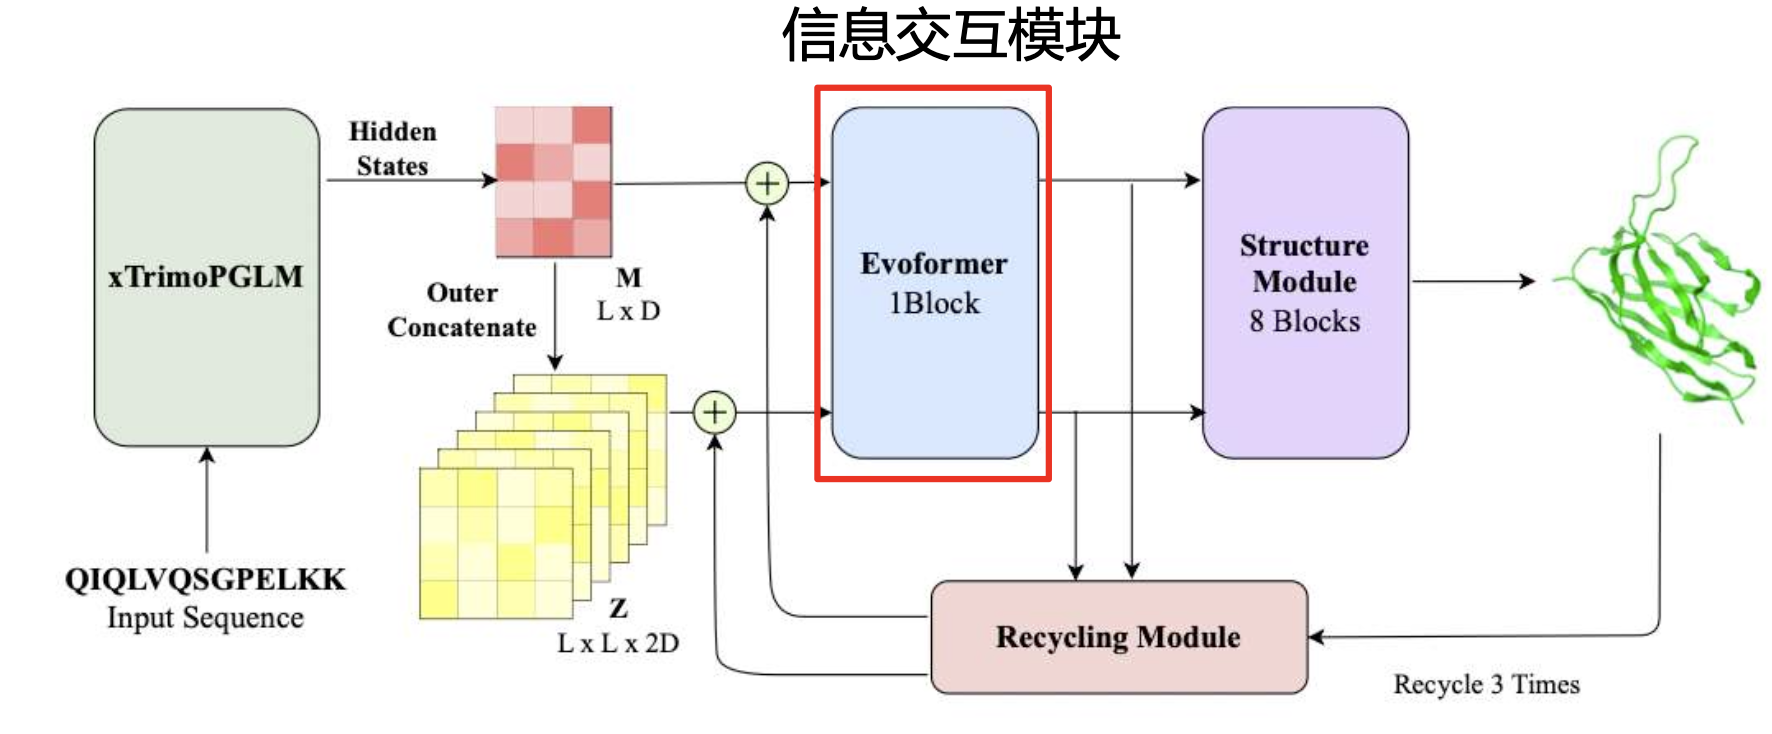 信息交互模块
xTrimoPGLM
QIQLVQSGPELKK
Input Sequence
Hidden
States
M
L x D
Outer
Concatenate
Z
L x L x 2D
Evoformer
1Block
Structure
Module
8 Blocks
Recycling Module
Recycle 3 Times